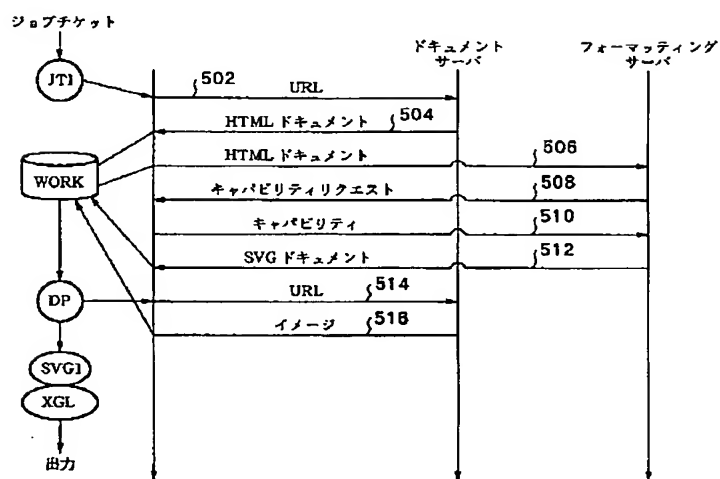 ジョブチケット
ドキュメント
サーバ
フォーマッティング
サーバ
JTI
502
URL
HTML ドキュメント
504
HTML ドキュメント
506
WORK
キャパビリティリクエスト
508
キャパビリティ
510
SVG ドキュメント
512
DP
URL
514
イメージ
516
SVGI
XGL
出力